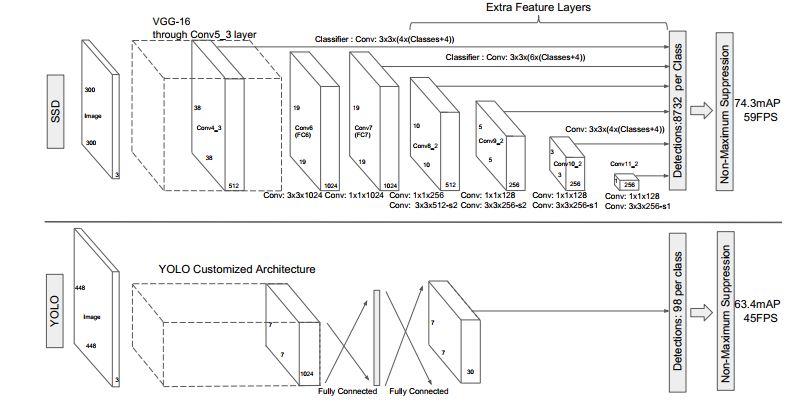 Extra Feature Layers
VGG-16
through Conv5_3 layer
Classifier : Conv: 3x3x(4x(Classes+4))
Classifier : Conv: 3x3x(6x(Classes+4))
SSD
300
Image
300
3
38
Conv4_3
38
512
19
Conv6
(FC6)
19
1024
19
Conv7
(FC7)
19
1024
10
Conv8_2
10
512
5
Conv9_2
5
256
Conv: 3x3x(4x(Classes+4))
3
Conv10_2
3
256
Conv11_2
1
256
Detections:8732 per Class
Non-Maximum Suppression
74.3mAP
59FPS
Conv: 3x3x1024
Conv: 1x1x1024
Conv: 1x1x256
Conv: 3x3x512-s2
Conv: 1x1x128
Conv: 3x3x256-s2
Conv: 1x1x128
Conv: 3x3x256-s1
Conv: 1x1x128
Conv: 3x3x256-s1
YOLO Customized Architecture
YOLO
448
Image
448
3
7
7
1024
Fully Connected
Fully Connected
7
7
30
Detections: 98 per class
Non-Maximum Suppression
63.4mAP
45FPS